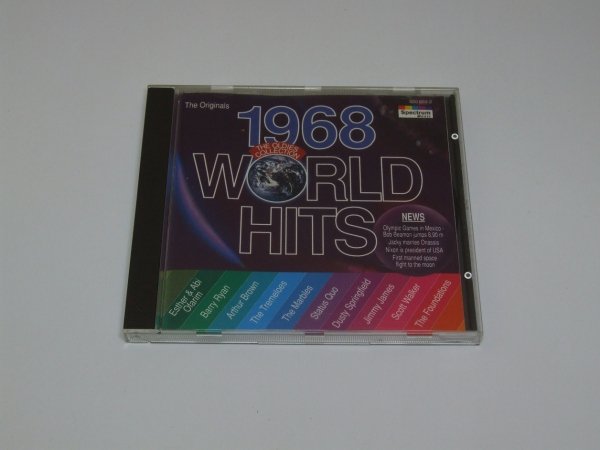 The Originals
1968
Spectrum
THE OLDIES
COLLECTION
WORLD
HITS
NEWS
Olympic Games in Mexico
Bob Beamon jumps 8,90 m
Jacky marries Onassis
Nixon is president of USA
First manned space
flight to the moon
Esther & Abi
Ofarim
Barry Ryan
Arthur Brown
The Tremeloes
The Marbles
Status Quo
Dusty Springfield
Jimmy James
Scott Walker
The Foundations